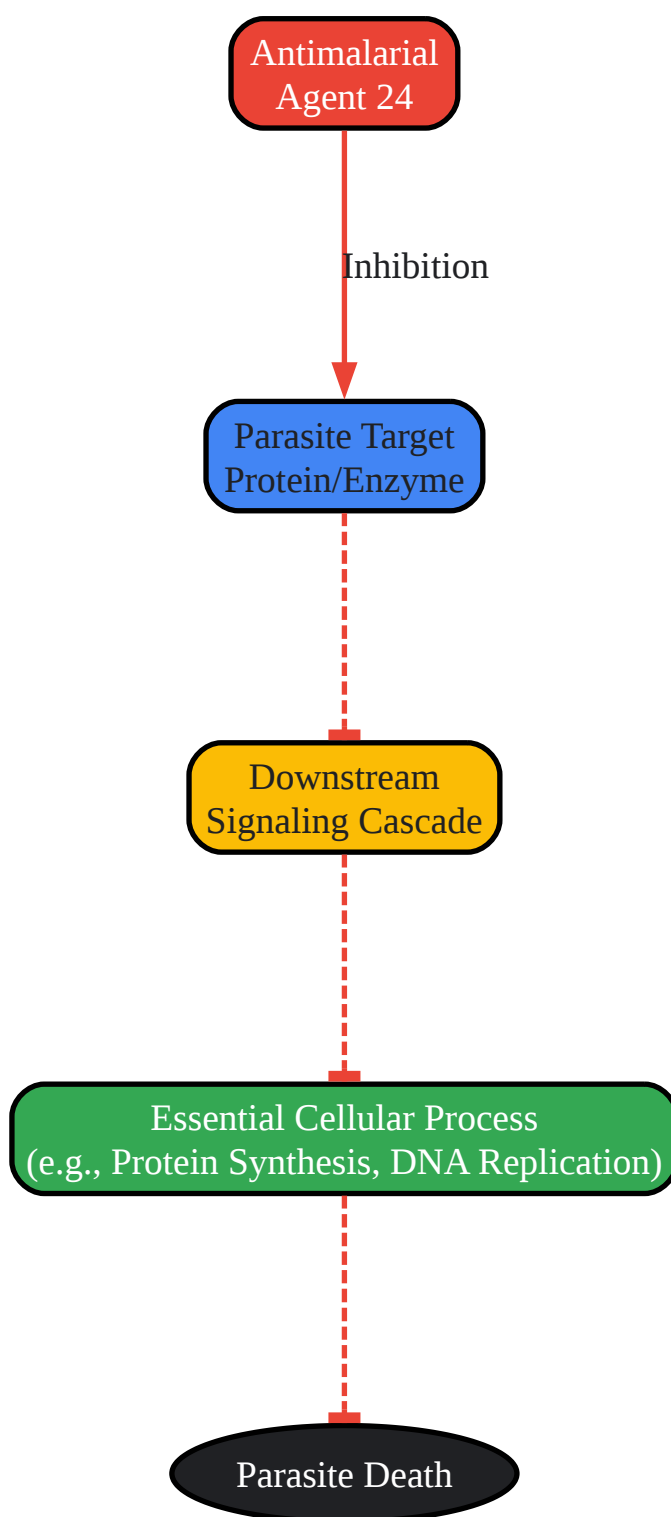 Antimalarial
Agent 24
Inhibition
Parasite Target
Protein/Enzyme
Downstream
Signaling Cascade
Essential Cellular Process
(e.g., Protein Synthesis, DNA Replication)
Parasite Death